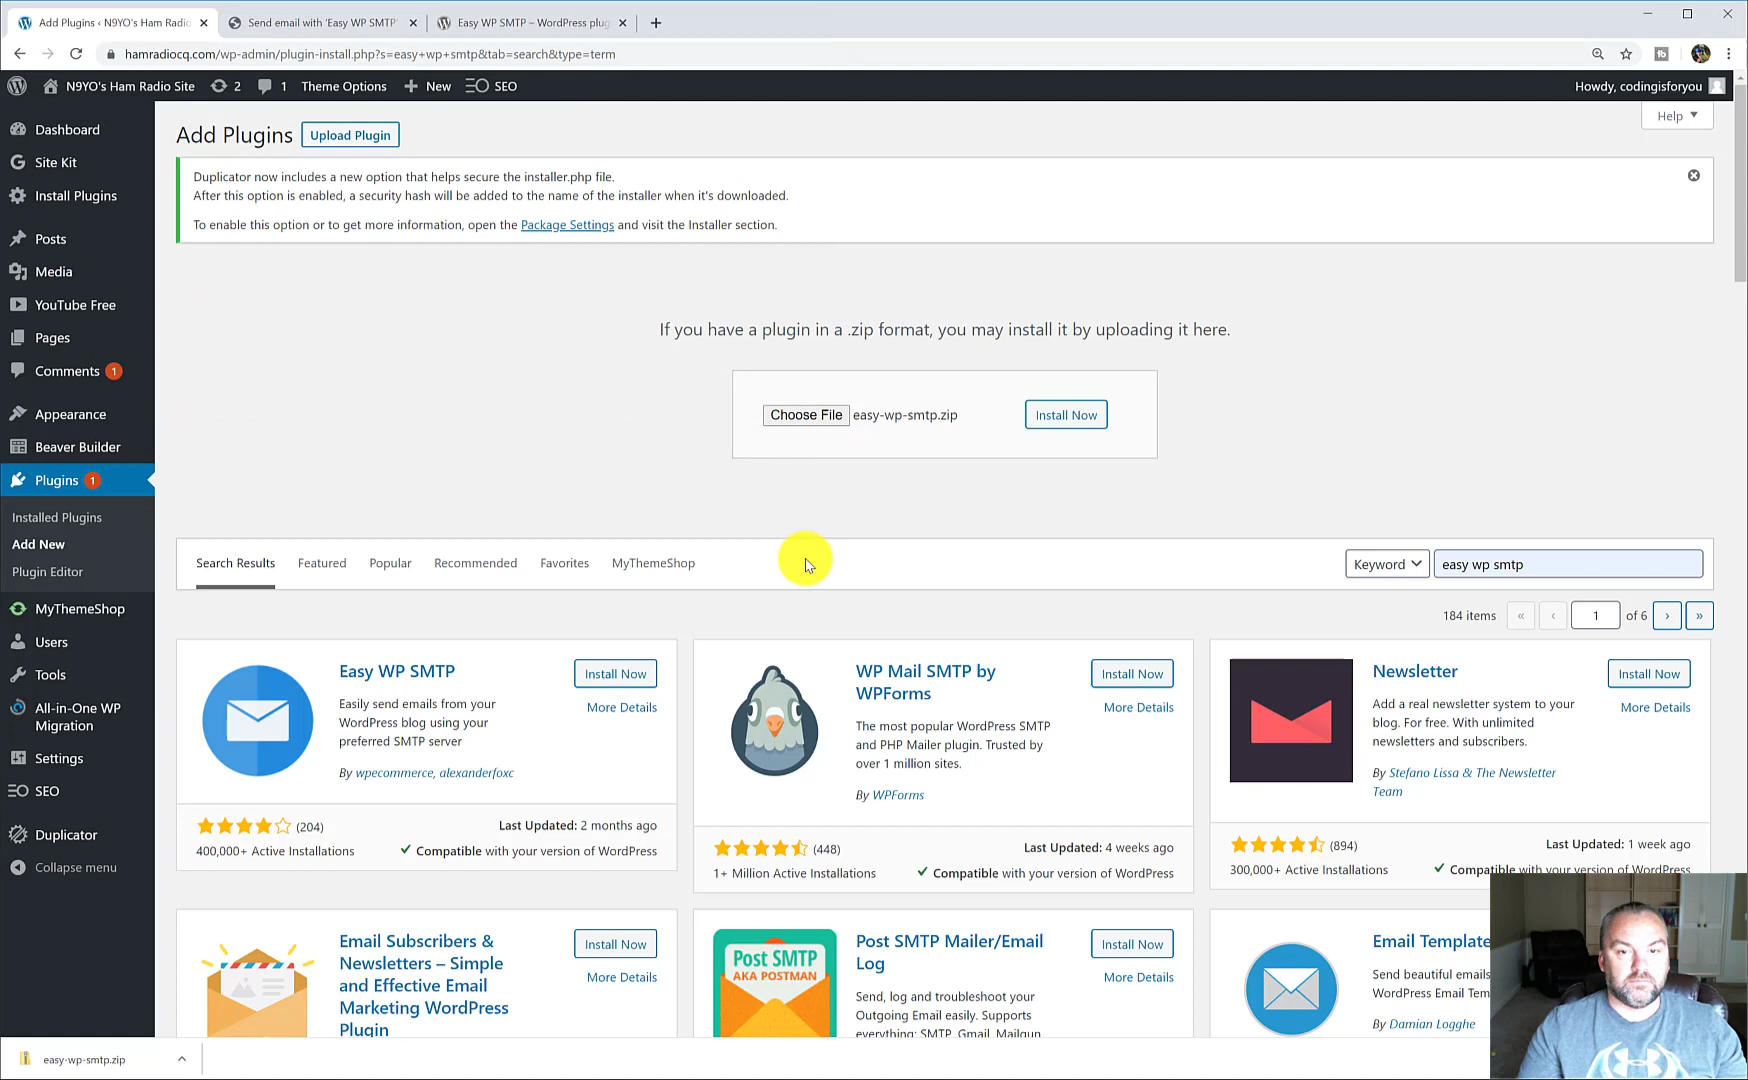 Add Plugins ‹ N9YO's Ham Radio
Send email with 'Easy WP SMTP'
Easy WP SMTP – WordPress plug
hamradiocq.com/wp-admin/plugin-install.php?s=easy+wp+smtp&tab=search&type=term
N9YO's Ham Radio Site
2
1
Theme Options
New
SEO
Howdy, codingisforyou
Dashboard
Site Kit
Install Plugins
Posts
Media
YouTube Free
Pages
Comments 1
Appearance
Beaver Builder
Plugins 1
Installed Plugins
Add New
Plugin Editor
MyThemeShop
Users
Tools
All-in-One WP
Migration
Settings
SEO
Duplicator
Collapse menu
Help
Add Plugins
Upload Plugin
Duplicator now includes a new option that helps secure the installer.php file.
After this option is enabled, a security hash will be added to the name of the installer when it's downloaded.
To enable this option or to get more information, open the Package Settings and visit the Installer section.
If you have a plugin in a .zip format, you may install it by uploading it here.
Choose File easy-wp-smtp.zip
Install Now
Search Results
Featured
Popular
Recommended
Favorites
MyThemeShop
Keyword
easy wp smtp
184 items « ‹ 1 of 6 › »
Easy WP SMTP
Install Now
More Details
Easily send emails from your
WordPress blog using your
preferred SMTP server
By wpecommerce, alexanderfoxc
(204)
Last Updated: 2 months ago
400,000+ Active Installations
Compatible with your version of WordPress
WP Mail SMTP by
WPForms
Install Now
More Details
The most popular WordPress SMTP
and PHP Mailer plugin. Trusted by
over 1 million sites.
By WPForms
(448)
Last Updated: 4 weeks ago
1+ Million Active Installations
Compatible with your version of WordPress
Newsletter
Install Now
More Details
Add a real newsletter system to your
blog. For free. With unlimited
newsletters and subscribers.
By Stefano Lissa & The Newsletter
Team
(894)
Last Updated: 1 week ago
300,000+ Active Installations
Compatible with your version of WordPress
Email Subscribers &
Newsletters – Simple
and Effective Email
Marketing WordPress
Plugin
Install Now
More Details
Post SMTP
AKA POSTMAN
Post SMTP Mailer/Email
Log
Install Now
More Details
Send, log and troubleshoot your
Outgoing Email easily. Supports
everything: SMTP, Gmail, Mailgun,
Email Template
Send beautiful emails
WordPress Email Tem
By Damian Logghe
easy-wp-smtp.zip